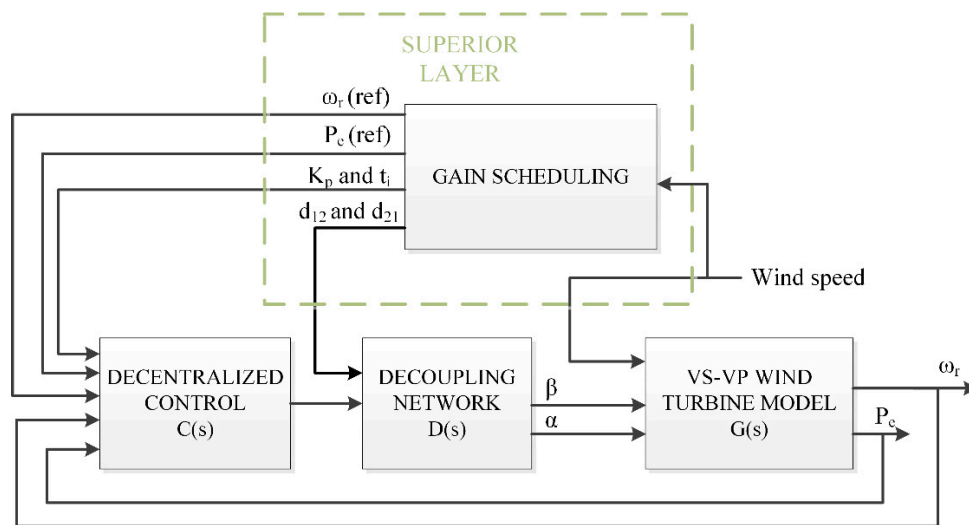 SUPERIOR
LAYER
ωr (ref)
Pe (ref)
Kp and ti
d12 and d21
GAIN SCHEDULING
Wind speed
DECENTRALIZED
CONTROL
C(s)
DECOUPLING
NETWORK
D(s)
β
α
VS-VP WIND
TURBINE MODEL
G(s)
ωr
Pe